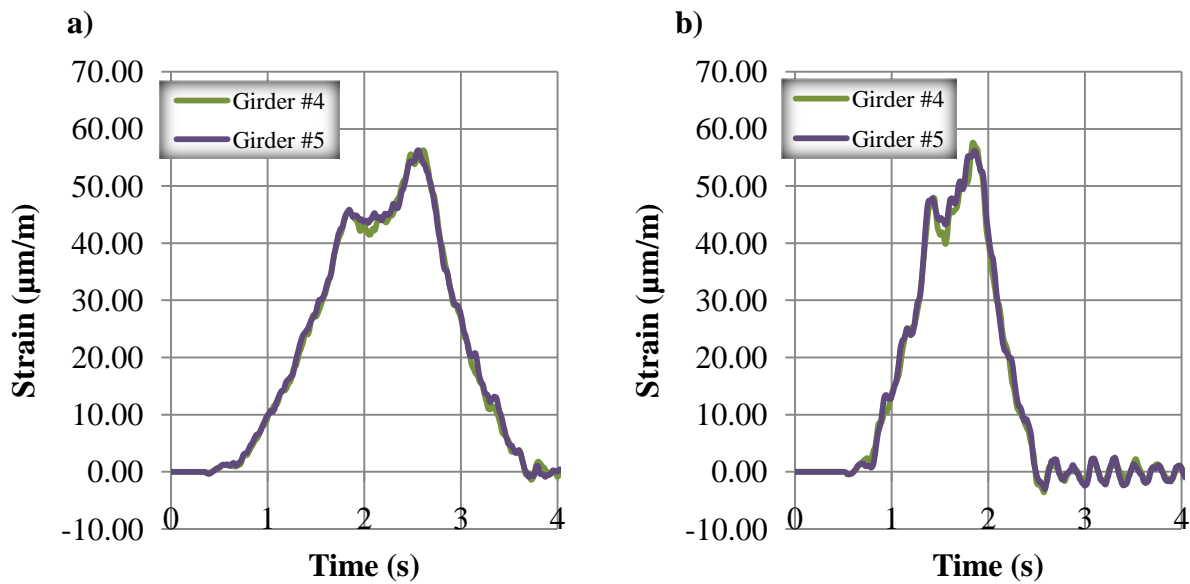 a)
70.00
60.00
50.00
40.00
30.00
20.00
10.00
0.00
-10.00
Strain (µm/m)
Girder #4
Girder #5
0 1 2 3 4
Time (s)
b)
70.00
60.00
50.00
40.00
30.00
20.00
10.00
0.00
-10.00
Strain (µm/m)
Girder #4
Girder #5
0 1 2 3 4
Time (s)